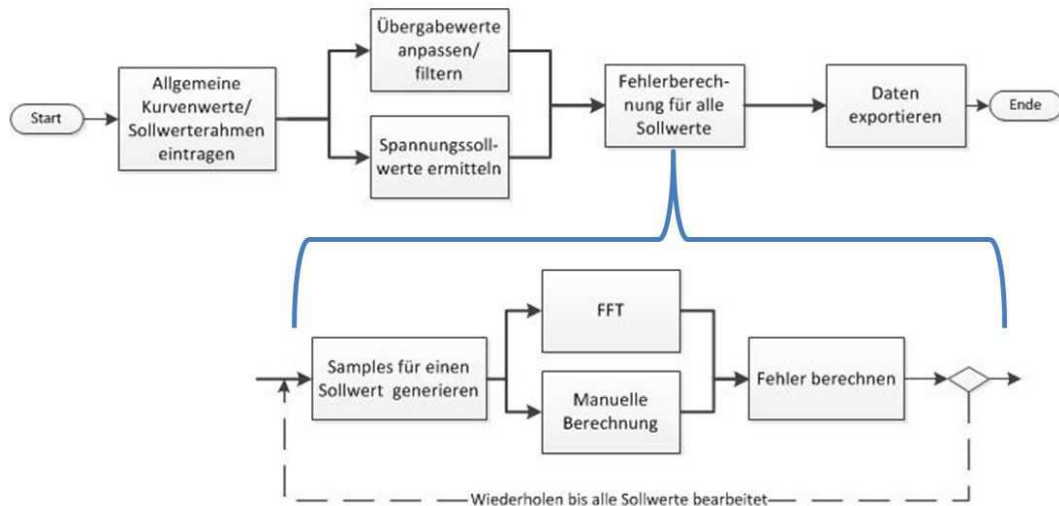 Start
Allgemeine
Kurvenwerte/
Sollwerterahmen
eintragen
Übergabewerte
anpassen/
filtern
Spannungssoll-
werte ermitteln
Fehlerberech-
nung für alle
Sollwerte
Daten
exportieren
Ende
Samples für einen
Sollwert generieren
FFT
Manuelle
Berechnung
Fehler berechnen
Wiederholen bis alle Sollwerte bearbeitet